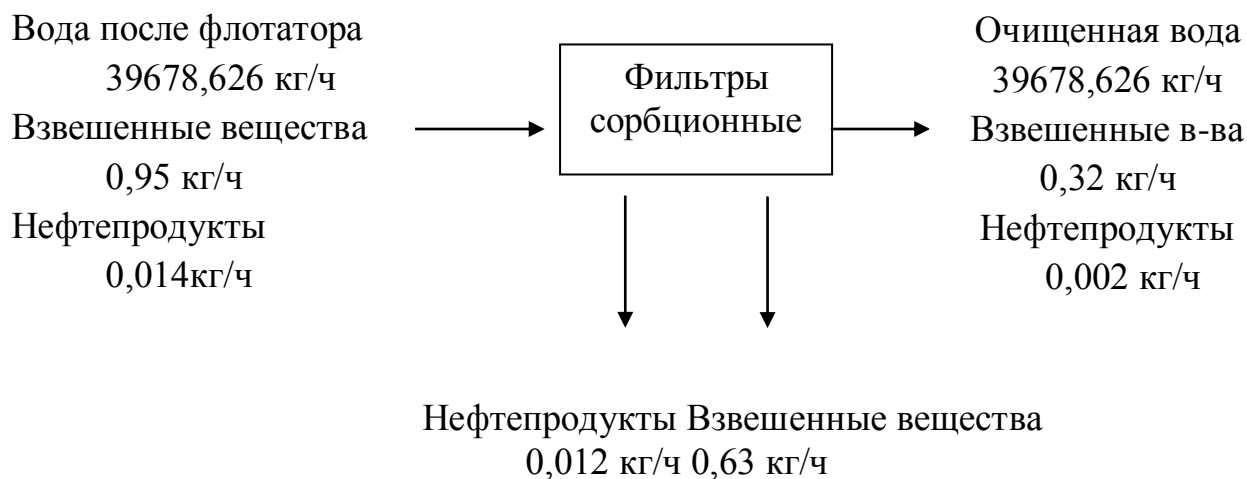 Вода после флотатора
39678,626 кг/ч
Взвешенные вещества
0,95 кг/ч
Нефтепродукты
0,014кг/ч
Фильтры
сорбционные
Очищенная вода
39678,626 кг/ч
Взвешенные в-ва
0,32 кг/ч
Нефтепродукты
0,002 кг/ч
Нефтепродукты Взвешенные вещества
0,012 кг/ч 0,63 кг/ч